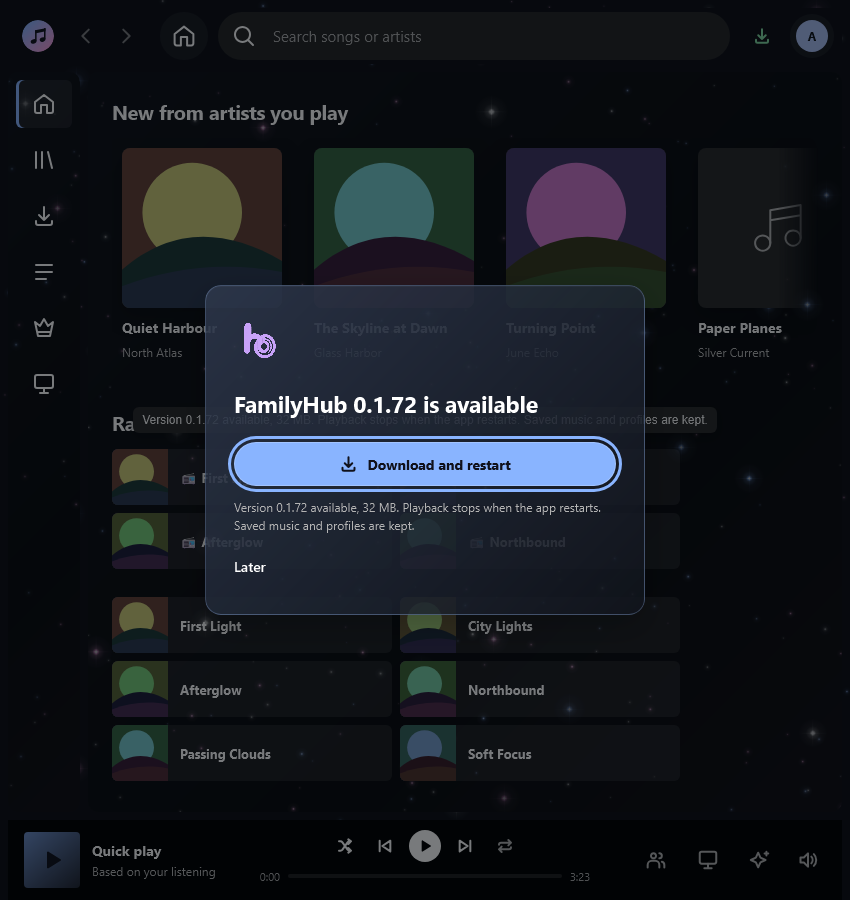 Search songs or artists
A
New from artists you play
Quiet Harbour
The Skyline at Dawn
Turning Point
Paper Planes
North Atlas
Glass Harbor
June Echo
Silver Current
FamilyHub 0.1.72 is available
Ra
Version 0.1.72 available, 32 MB. Playback stops when the app restarts. Saved music and profiles are kept.
Download and restart
First
Version 0.1.72 available, 32 MB. Playback stops when the app restarts.
Saved music and profiles are kept.
Afterglow
Northbound
Later
First Light
City Lights
Afterglow
Northbound
Passing Clouds
Soft Focus
Quick play
Based on your listening
0:00
3:23